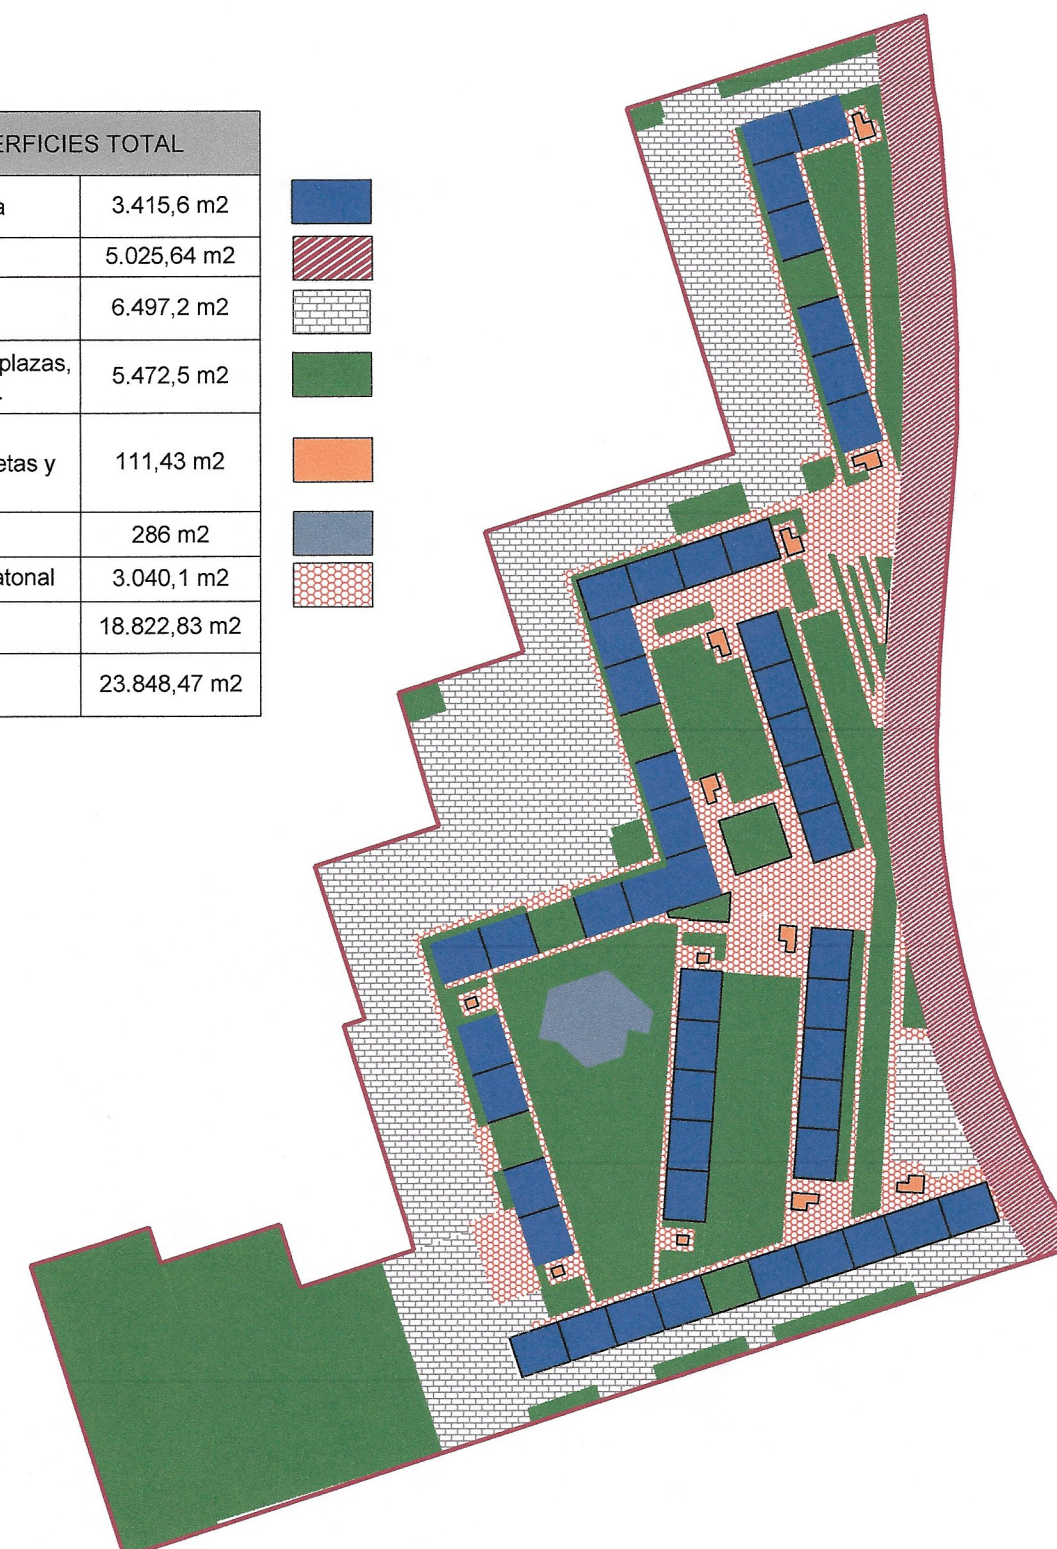 ERFICIES TOTAL
a 3.415,6 m2
5.025,64 m2
6.497,2 m2
plazas,
. 5.472,5 m2
etas y 111,43 m2
286 m2
atonal 3.040,1 m2
18.822,83 m2
23.848,47 m2